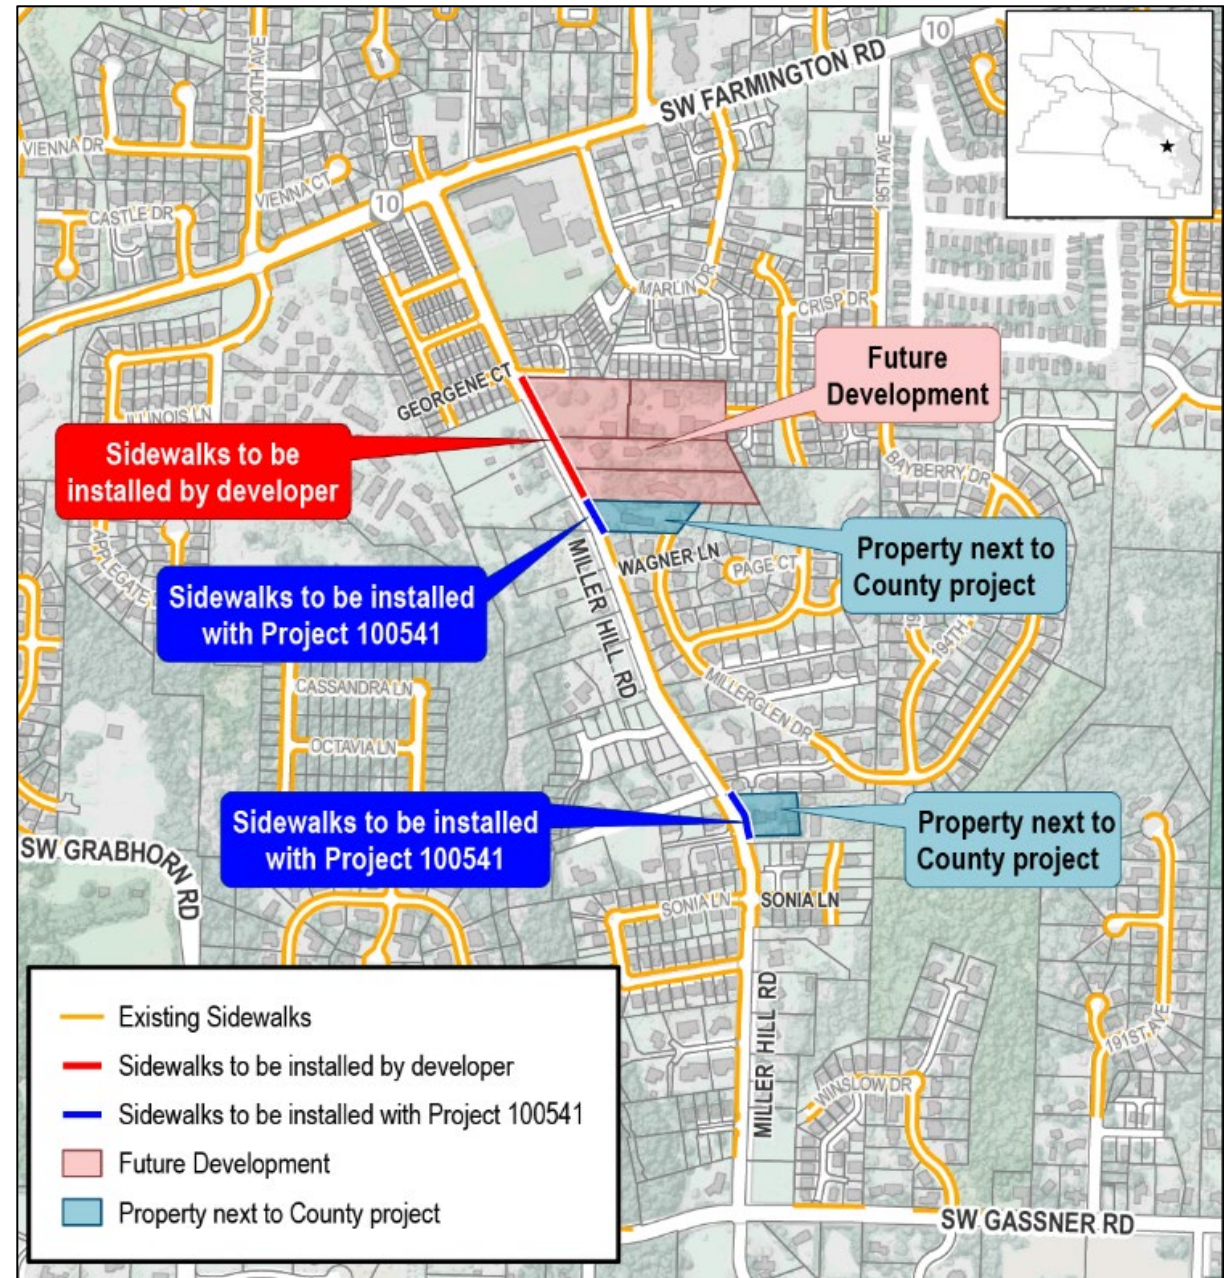 SW FARMINGTON RD
10
204TH AVE
VIENNA DR
VIENNA CT
10
CASTLE DR
195TH AVE
MARLIN DR
CRISP DR
Future
Development
GEORGENE CT
ILLINOIS LN
Sidewalks to be
installed by developer
BAYBERRY DR
APPLEGATE
MILLER HILL RD
WAGNER LN
PAGE CT
Property next to
County project
Sidewalks to be installed
with Project 100541
194TH
CASSANDRA LN
MILLERGLEN DR
OCTAVIA LN
Sidewalks to be installed
with Project 100541
Property next to
County project
SW GRABHORN RD
SONIA LN
SONIA LN
MILLER HILL RD
191ST AVE
WINSLOW DR
SW GASSNER RD
Existing Sidewalks
Sidewalks to be installed by developer
Sidewalks to be installed with Project 100541
Future Development
Property next to County project